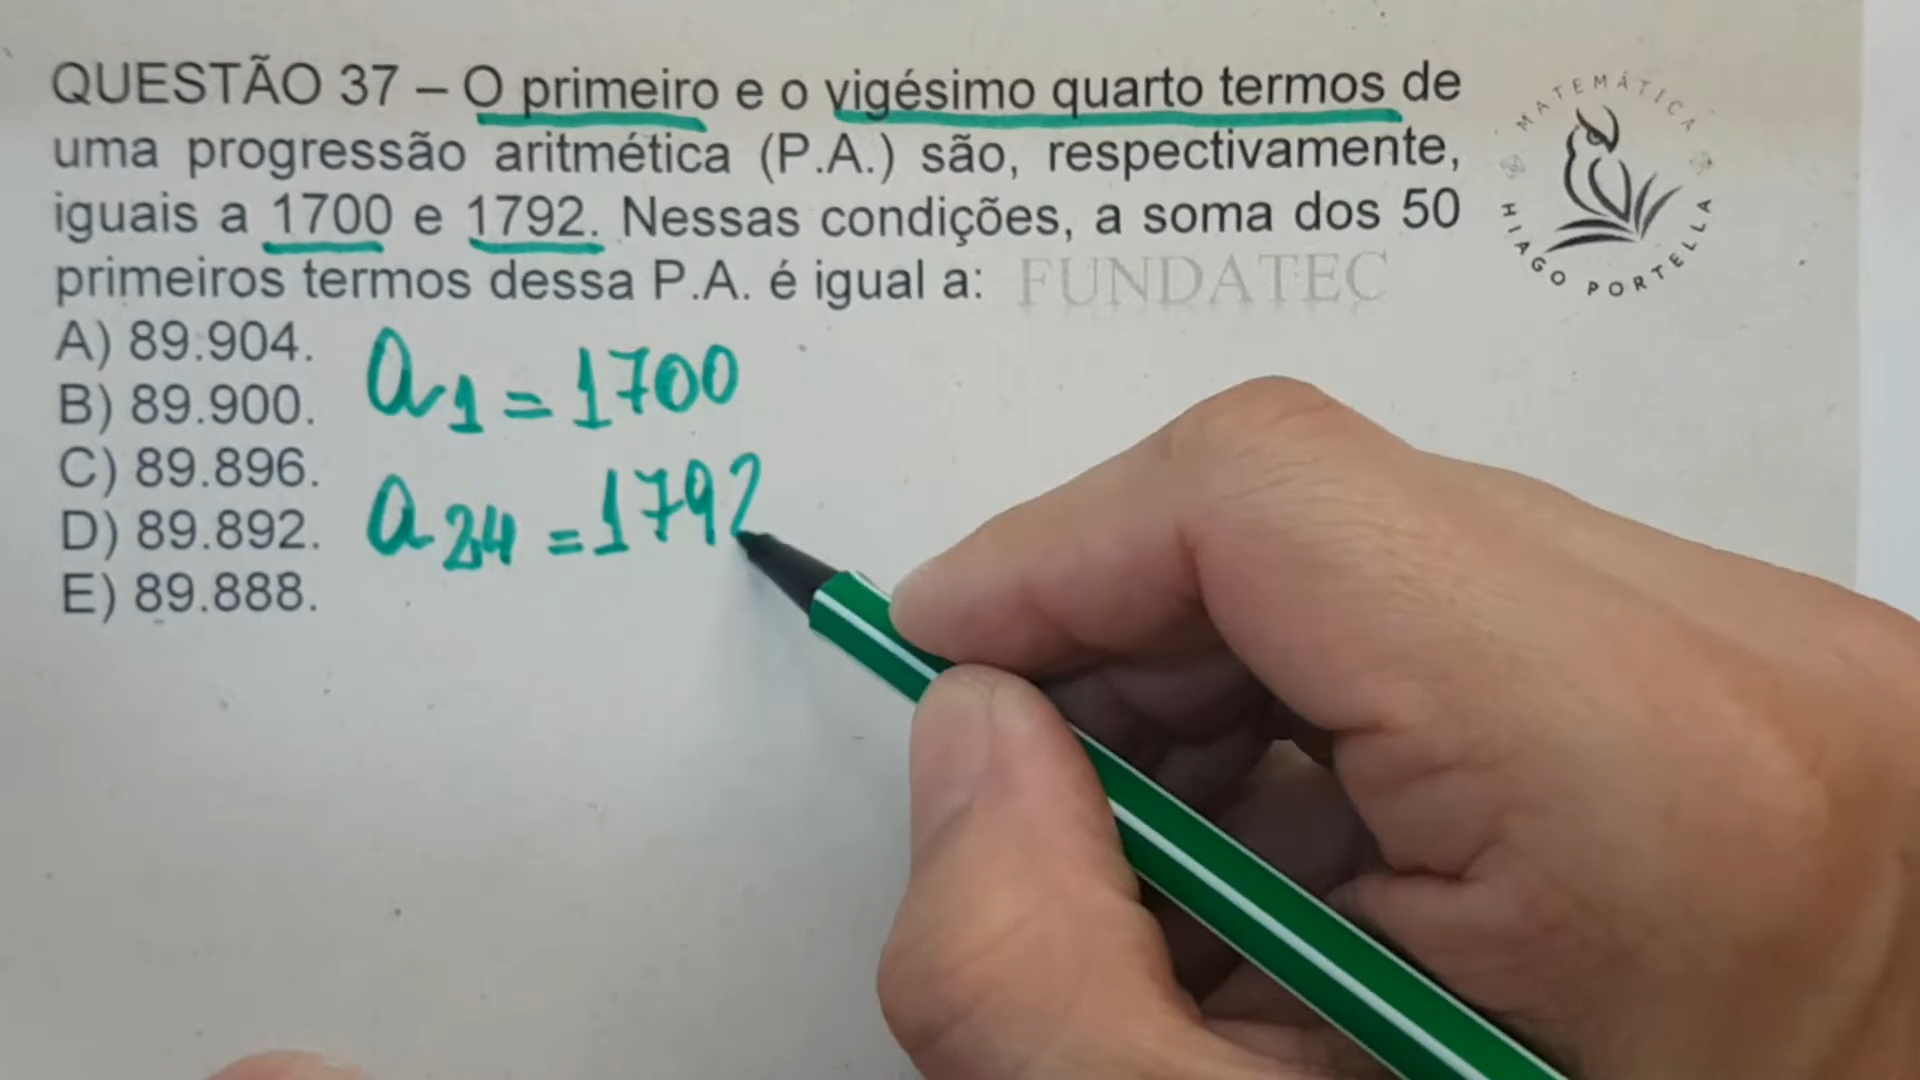 QUESTÃO 37 – O primeiro e o vigésimo quarto termos de
uma progressão aritmética (P.A.) são, respectivamente,
iguais a 1700 e 1792. Nessas condições, a soma dos 50
primeiros termos dessa P.A. é igual a: FUNDATEC
A) 89.904.
B) 89.900.
C) 89.896.
D) 89.892.
E) 89.888.
a1 = 1700
a24 = 1792
MATEMÁTICA
HIAGO PORTELLA